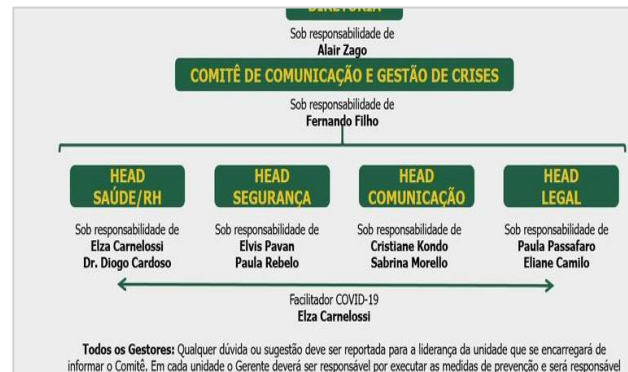 DIRETORIA
Sob responsabilidade de
Alair Zago
COMITÊ DE COMUNICAÇÃO E GESTÃO DE CRISES
Sob responsabilidade de
Fernando Filho
HEAD
SAÚDE/RH
HEAD
SEGURANÇA
HEAD
COMUNICAÇÃO
HEAD
LEGAL
Sob responsabilidade de
Elza Carnelossi
Dr. Diogo Cardoso
Sob responsabilidade de
Elvis Pavan
Paula Rebelo
Sob responsabilidade de
Cristiane Kondo
Sabrina Morello
Sob responsabilidade de
Paula Passafaro
Eliane Camilo
Facilitador COVID-19
Elza Carnelossi
Todos os Gestores: Qualquer dúvida ou sugestão deve ser reportada para a liderança da unidade que se encarregará de
informar o Comitê. Em cada unidade o Gerente deverá ser responsável por executar as medidas de prevenção e será responsável